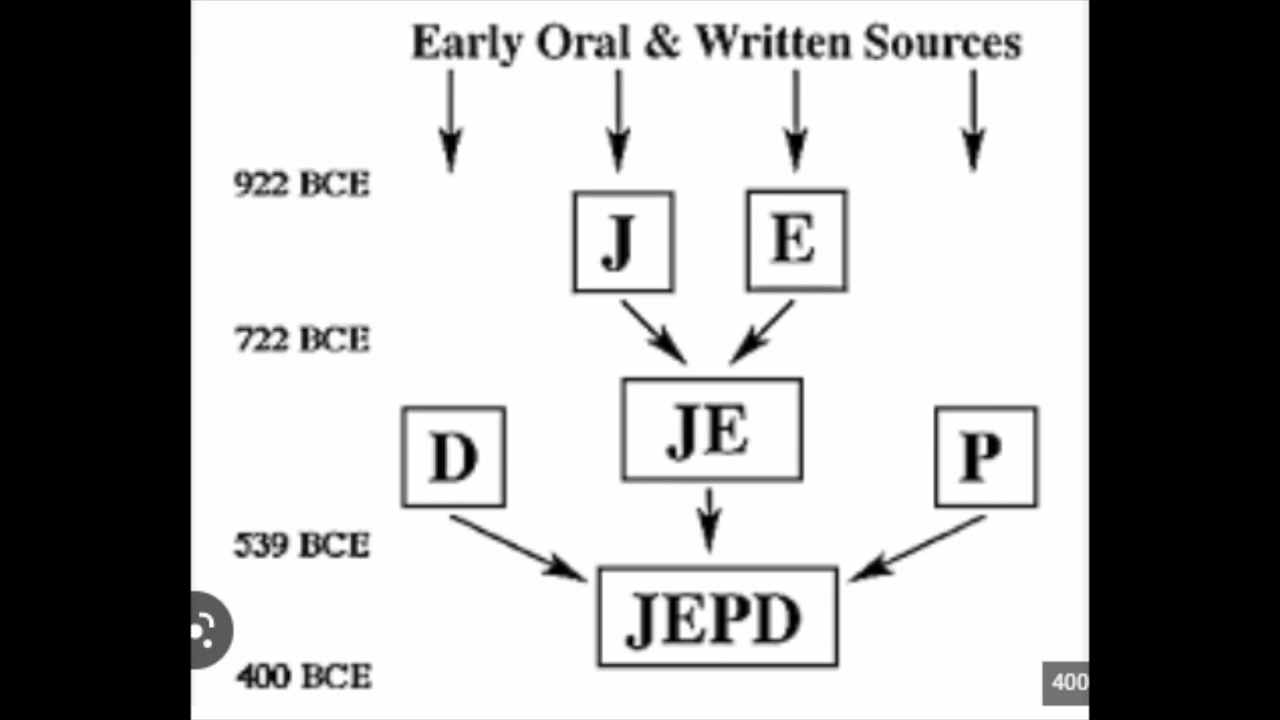 Early Oral & Written Sources
922 BCE
J
E
722 BCE
JE
D
P
539 BCE
JEPD
400 BCE
400